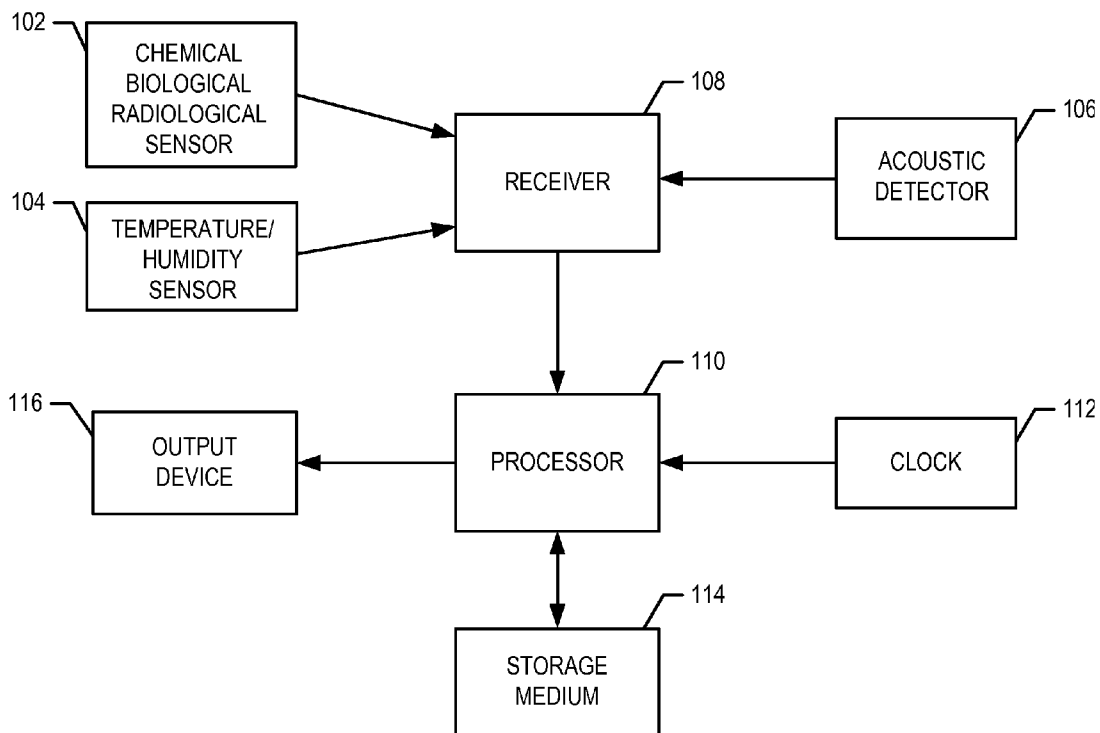 102
CHEMICAL
BIOLOGICAL
RADIOLOGICAL
SENSOR
108
RECEIVER
106
ACOUSTIC
DETECTOR
104
TEMPERATURE/
HUMIDITY
SENSOR
110
PROCESSOR
116
OUTPUT
DEVICE
112
CLOCK
114
STORAGE
MEDIUM